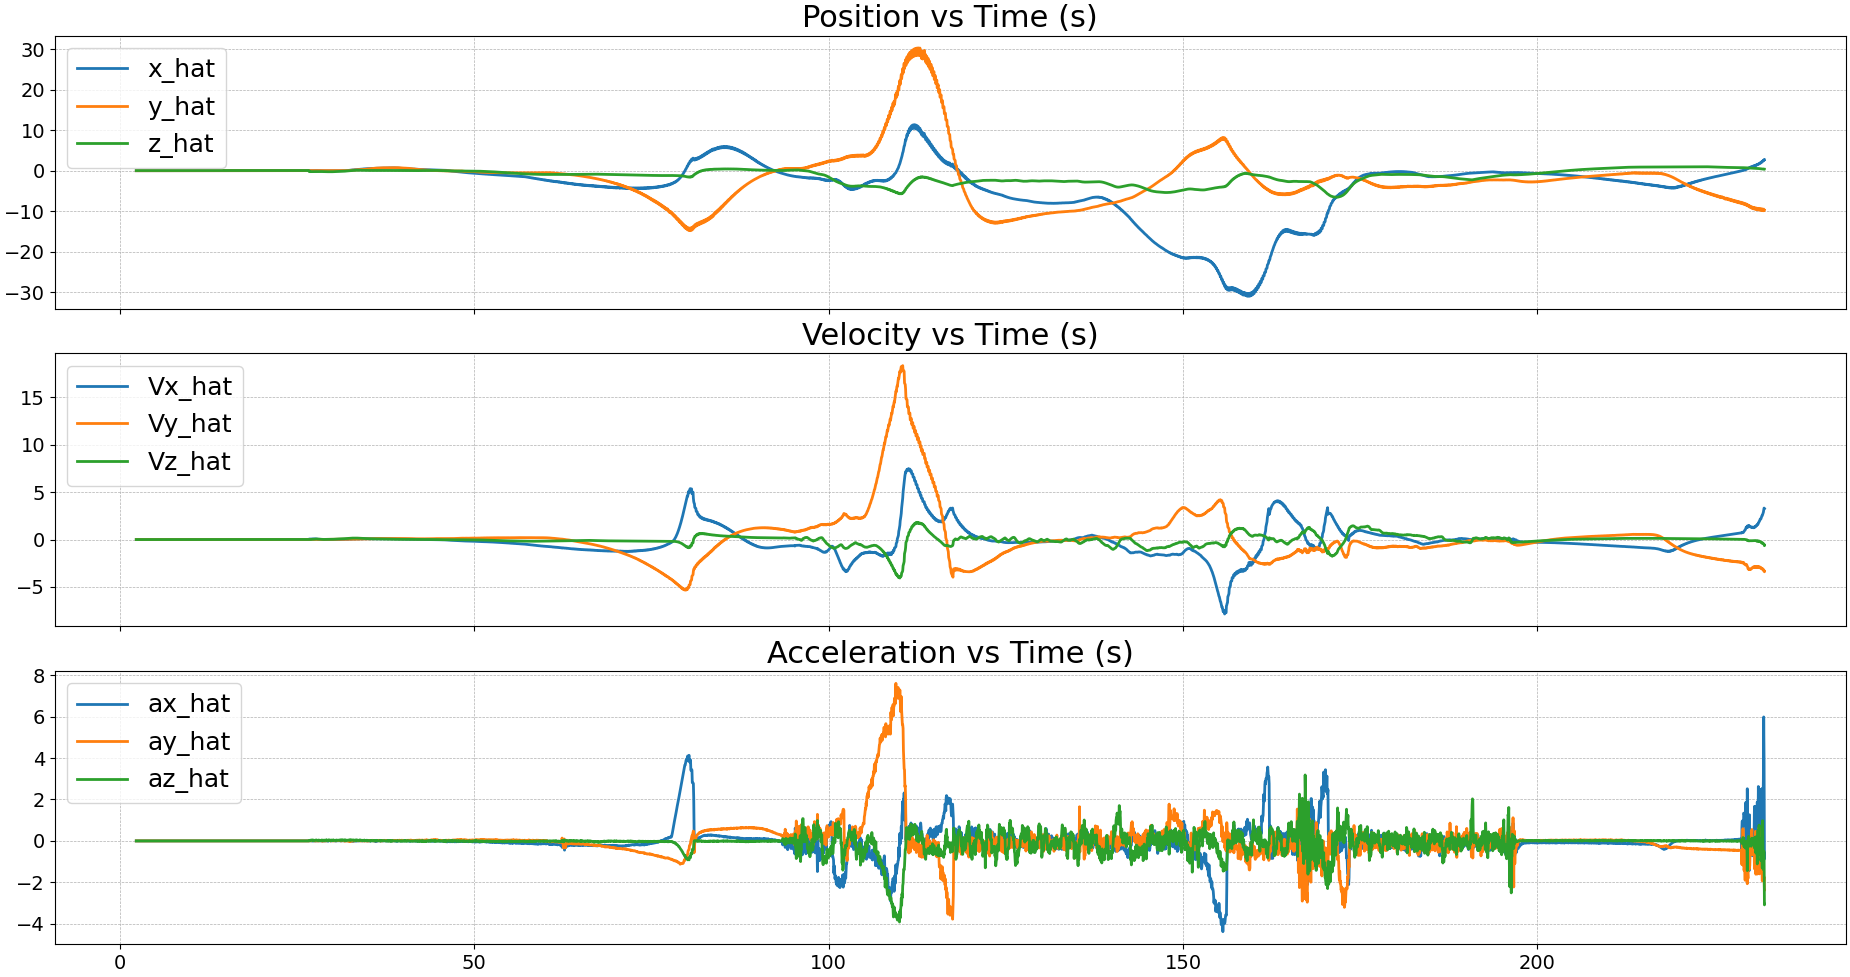 Position vs Time (s)
30
20
10
0
−10
−20
−30
x_hat
y_hat
z_hat
Velocity vs Time (s)
15
10
5
0
−5
Vx_hat
Vy_hat
Vz_hat
Acceleration vs Time (s)
8
6
4
2
0
−2
−4
ax_hat
ay_hat
az_hat
0 50 100 150 200